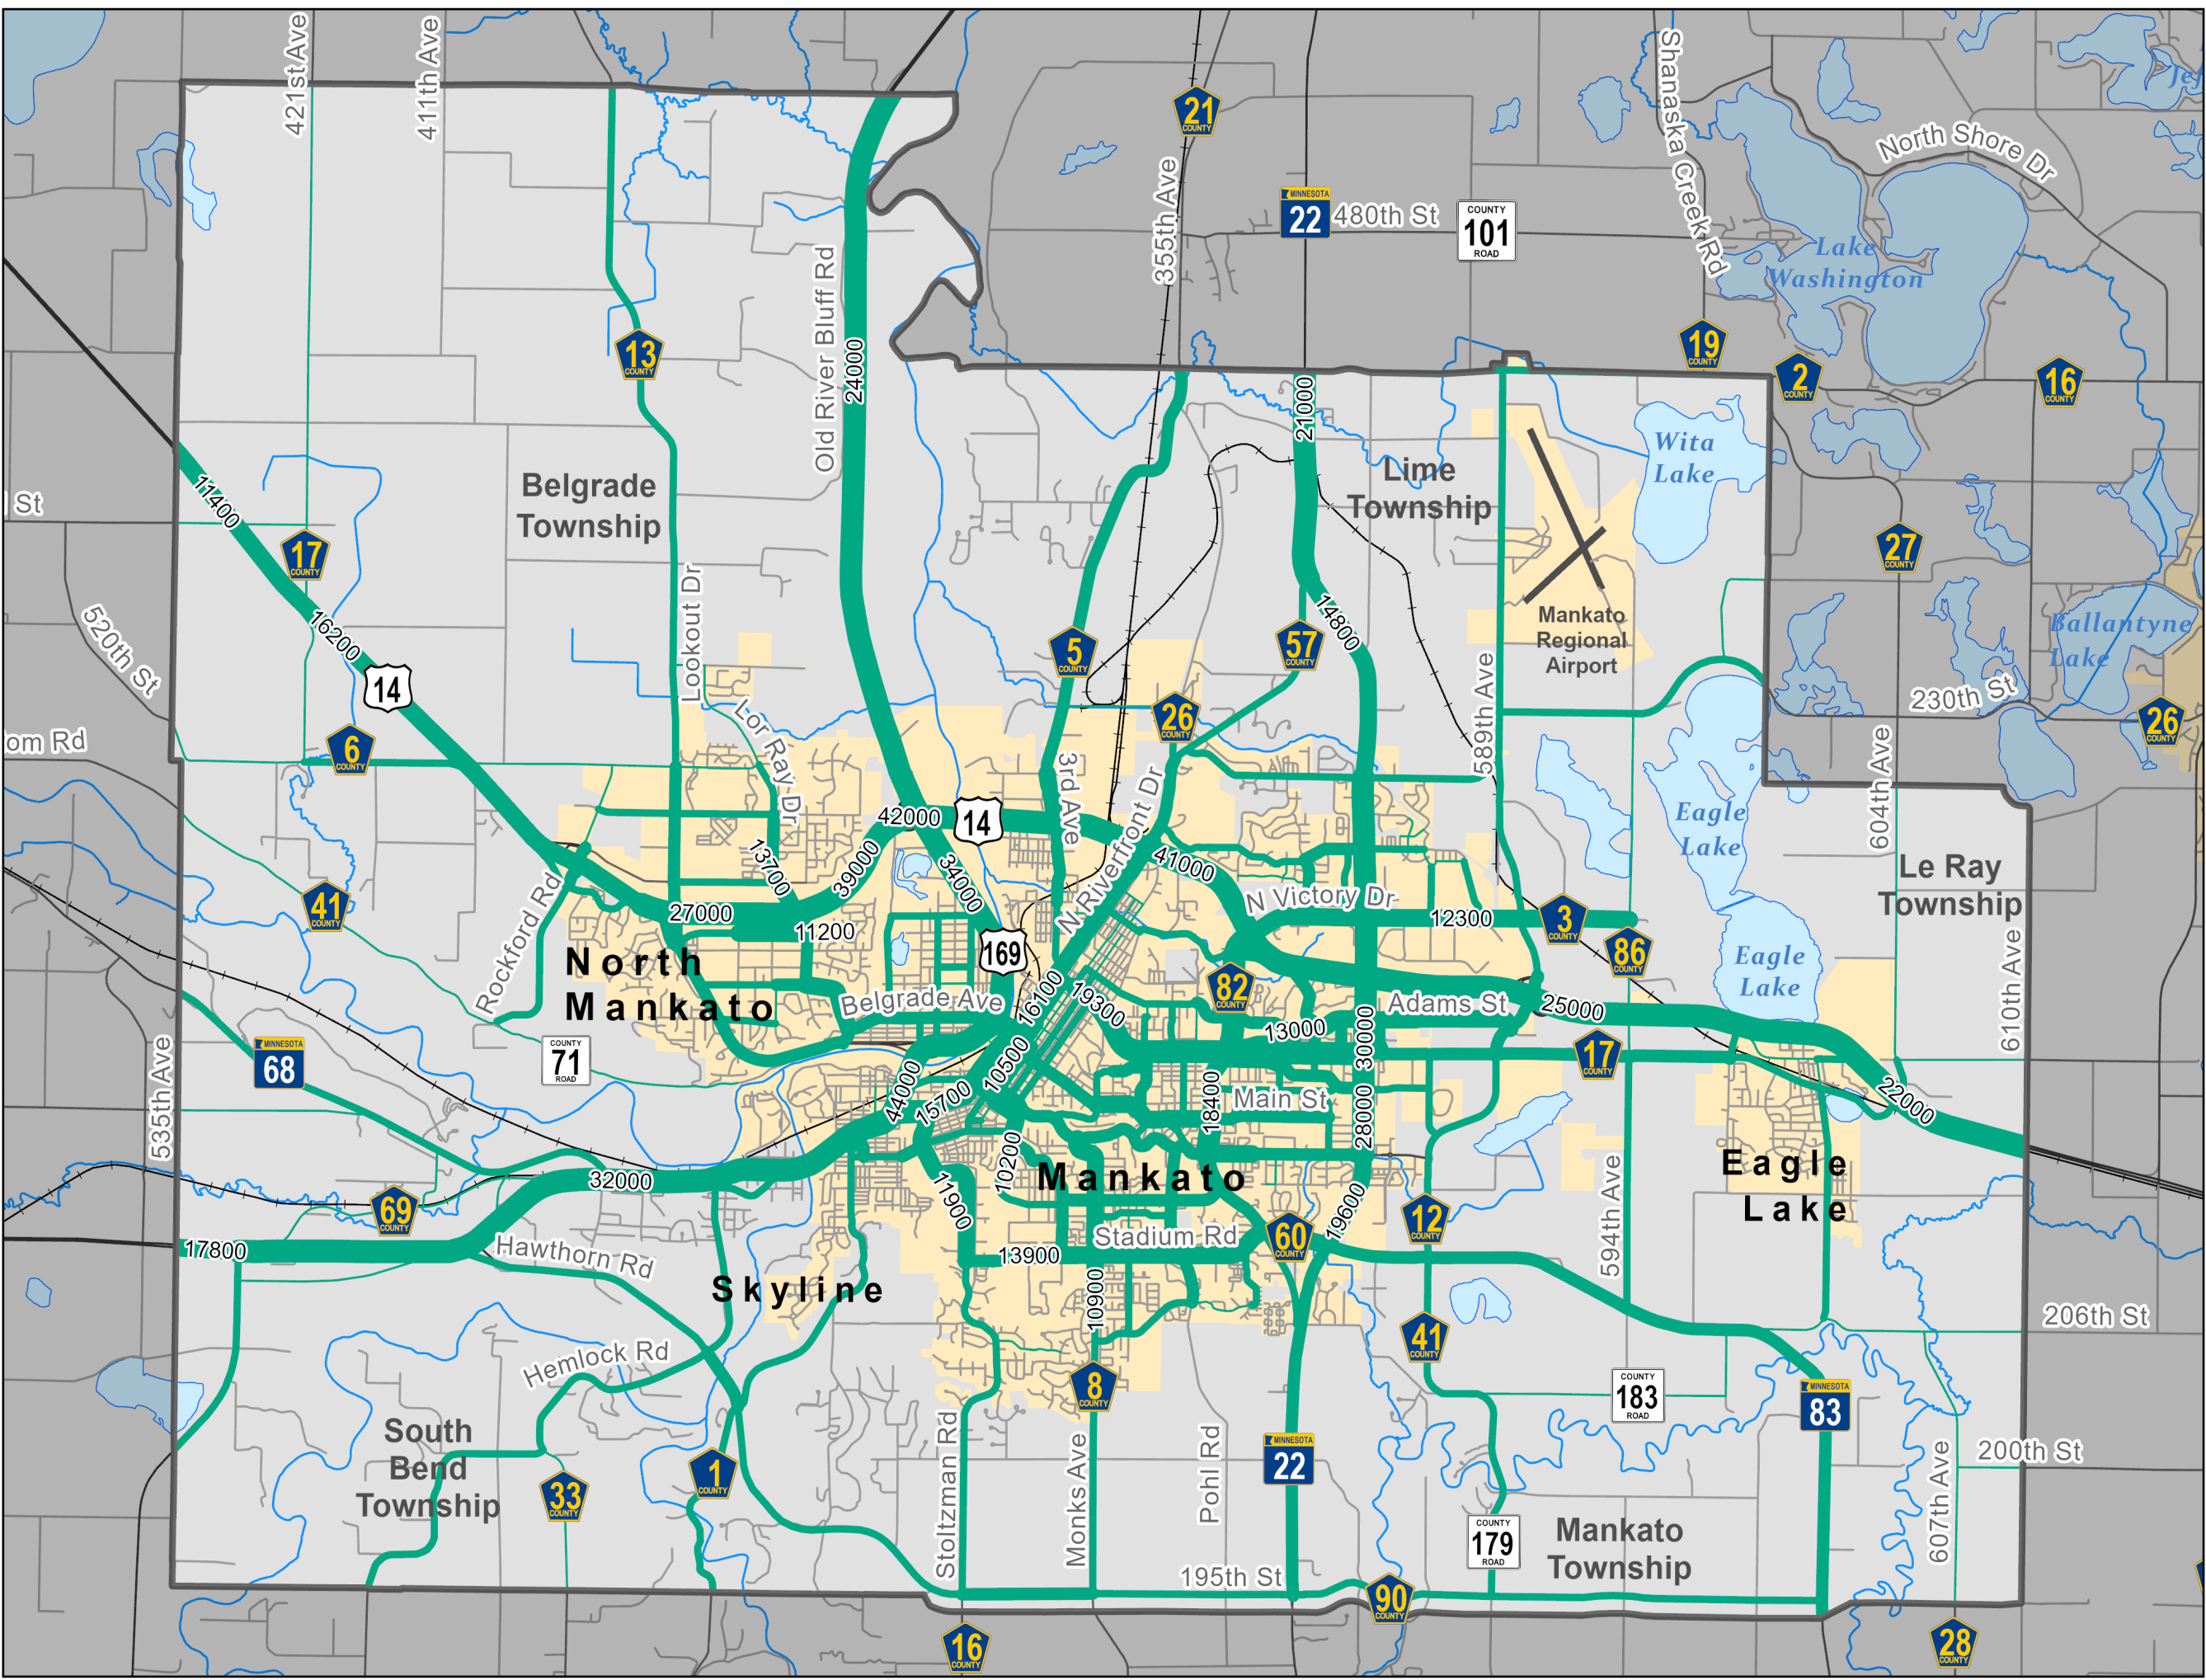 421st Ave
411th Ave
Shanaska Creek Rd
Jef
21
COUNTY
North Shore Dr
MINNESOTA
22
480th St
COUNTY
101
ROAD
355th Ave
Lake
Washington
Old River Bluff Rd
24000
13
COUNTY
19
COUNTY
2
COUNTY
16
COUNTY
21000
Wita
Lake
Lime
Township
Belgrade
Township
11400
St
17
COUNTY
27
COUNTY
520th St
16200
14
Lookout Dr
5
COUNTY
57
COUNTY
14800
Mankato
Regional
Airport
Ballantyne
Lake
589th Ave
230th St
26
COUNTY
26
COUNTY
om Rd
6
COUNTY
Lor Ray Dr
3rd Ave
N Riverfront Dr
604th Ave
Eagle
Lake
42000
14
13700
39000
34000
41000
Le Ray
Township
41
COUNTY
Rockford Rd
27000
11200
N Victory Dr
12300
3
COUNTY
86
COUNTY
169
North
Mankato
Eagle
Lake
610th Ave
82
COUNTY
Belgrade Ave
16100
19300
Adams St
25000
13000
30000
535th Ave
MINNESOTA
68
COUNTY
71
ROAD
17
COUNTY
10500
44000
15700
18400
Main St
28000
22000
10200
Mankato
Eagle
Lake
32000
11900
594th Ave
69
COUNTY
12
COUNTY
19600
17800
Hawthorn Rd
Stadium Rd
13900
60
COUNTY
Skyline
10900
206th St
41
COUNTY
Hemlock Rd
8
COUNTY
COUNTY
183
ROAD
MINNESOTA
83
South
Bend
Township
Stoltzman Rd
Monks Ave
Pohl Rd
MINNESOTA
22
200th St
1
COUNTY
33
COUNTY
607th Ave
COUNTY
179
ROAD
Mankato
Township
195th St
90
COUNTY
16
COUNTY
28
COUNTY